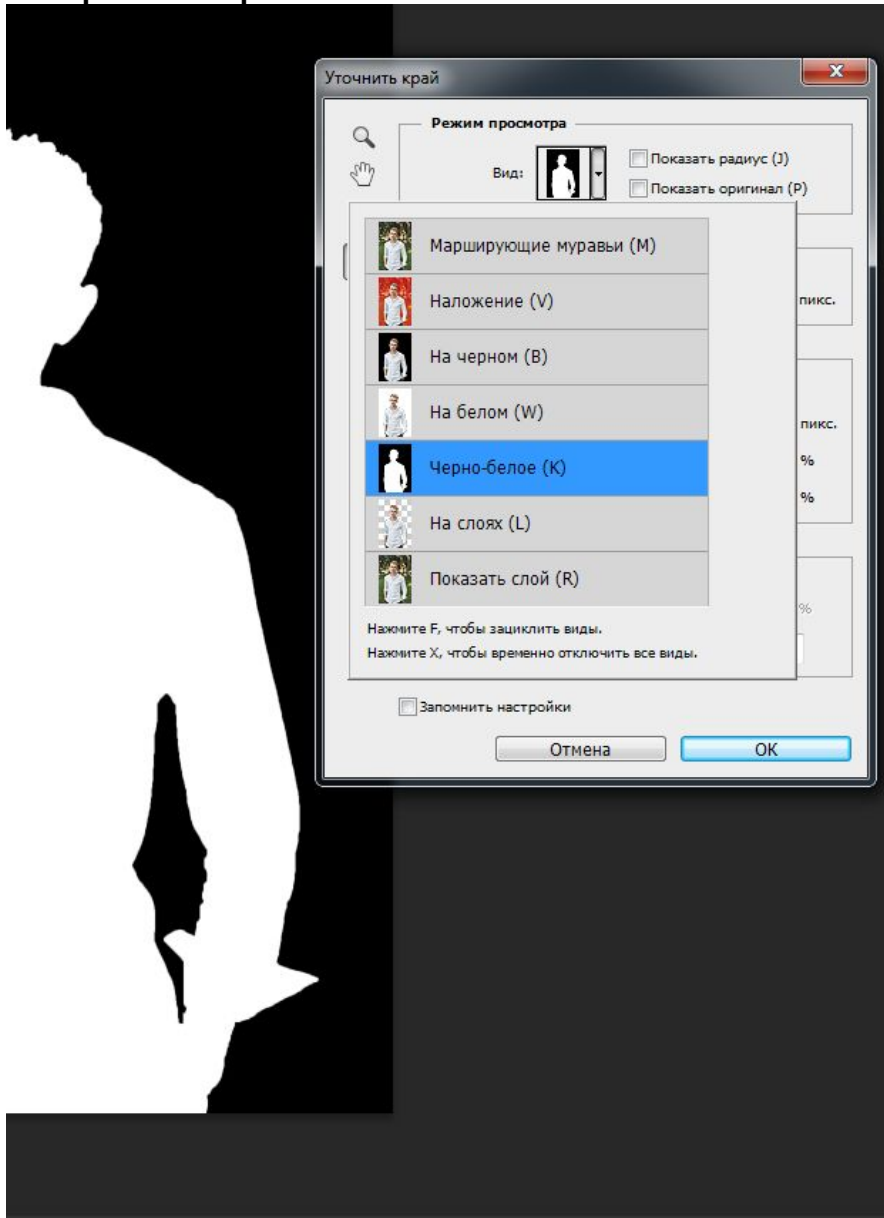 Уточнить край
Режим просмотра
Вид:
Показать радиус (J)
Показать оригинал (P)
Марширующие муравьи (M)
Наложение (V)
пикс.
На черном (B)
На белом (W)
пикс.
Черно-белое (K)
%
%
На слоях (L)
Показать слой (R)
%
Нажмите F, чтобы зациклить виды.
Нажмите X, чтобы временно отключить все виды.
Запомнить настройки
Отмена
ОК